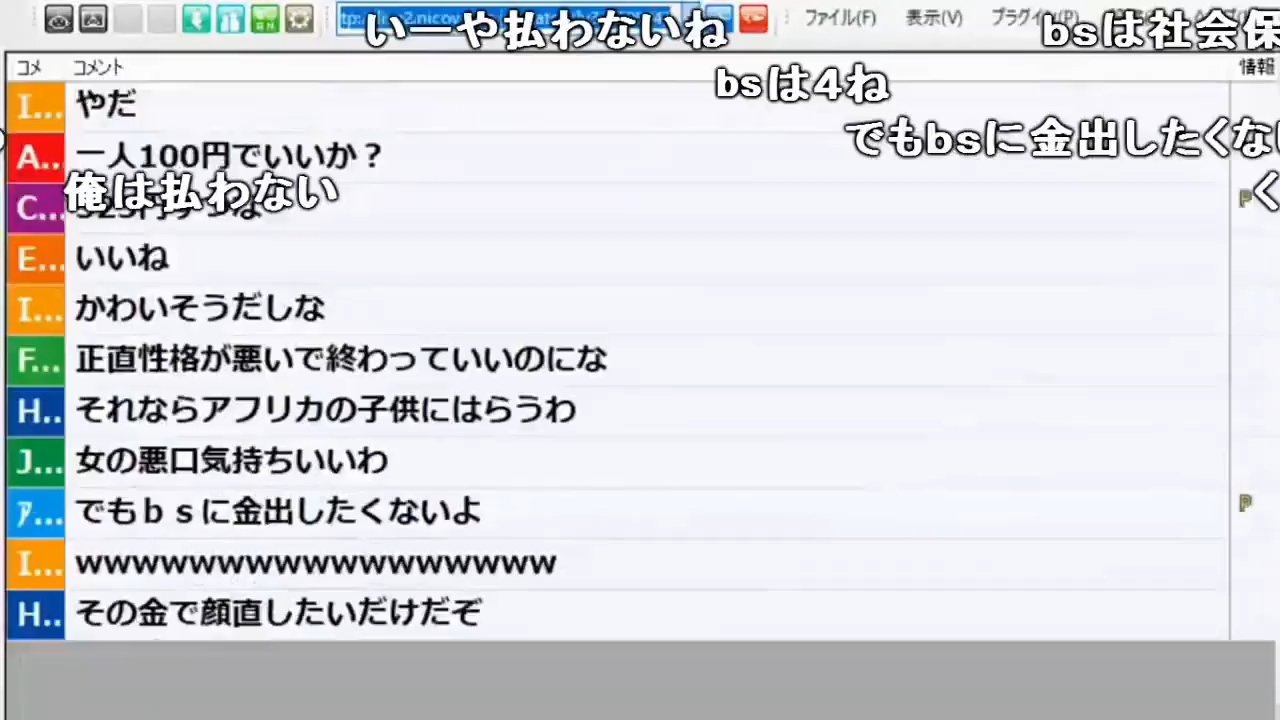 ファイル(F) 表示(V) プラグイン(P)
いーや払わないね
bsは社会保
コメ コメント 情報
bsは4ね
やだ
でもbsに金出したくない
一人100円でいいか？
俺は払わない
く
いいね
かわいそうだしな
正直性格が悪いで終わっていいのにな
それならアフリカの子供にはらうわ
女の悪口気持ちいいわ
でもｂｓに金出したくないよ
wwwwwwwwwwwwwwwww
その金で顔直したいだけだぞ